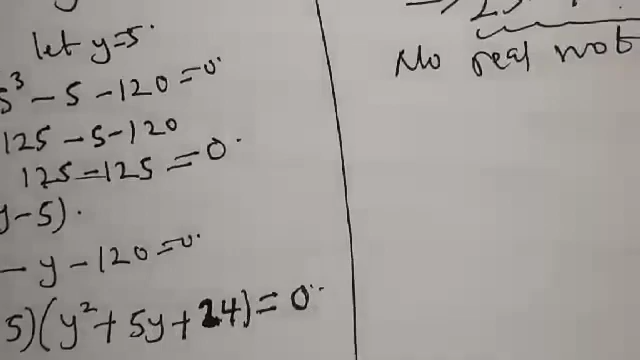 let y=5.
5³ - 5 - 120 = 0.
125 - 5 - 120
125 - 125 = 0.
y - 5).
- y - 120 = 0.
5)(y² + 5y + 24) = 0.
No real root